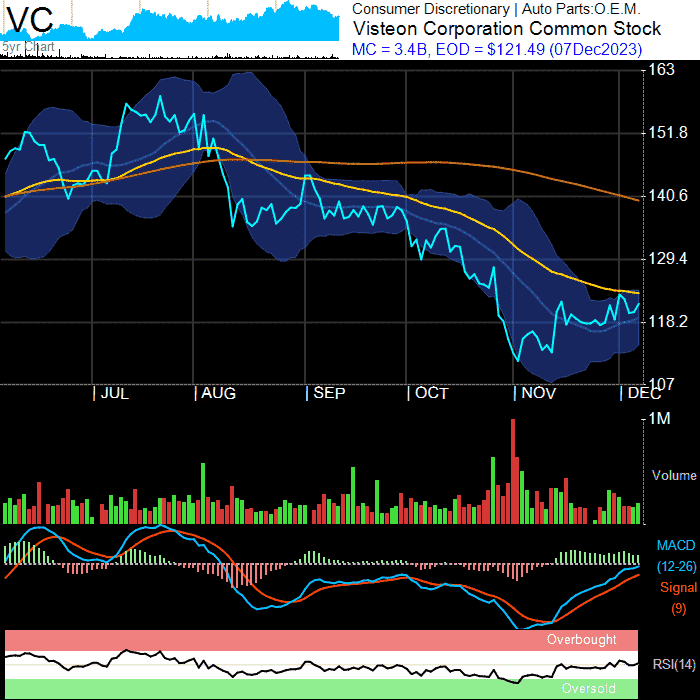 VC
5yr Chart
Consumer Discretionary | Auto Parts:O.E.M.
Visteon Corporation Common Stock
MC = 3.4B, EOD = $121.49 (07Dec2023)
163
151.8
140.6
129.4
118.2
107
| JUL | AUG | SEP | OCT | NOV | DEC
1M
Volume
MACD
(12-26)
Signal
(9)
Overbought
RSI(14)
Oversold